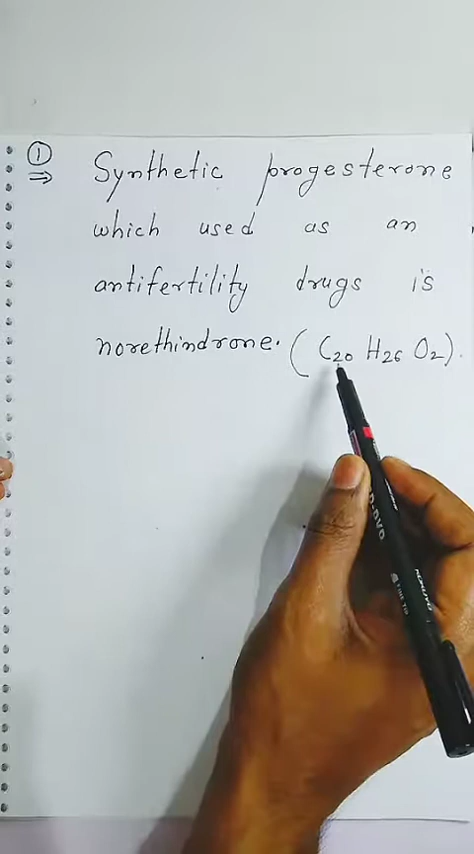 ① Synthetic progesterone
⇒ which used as an
antifertility drugs is
norethindrone. (C₂₀ H₂₆ O₂).